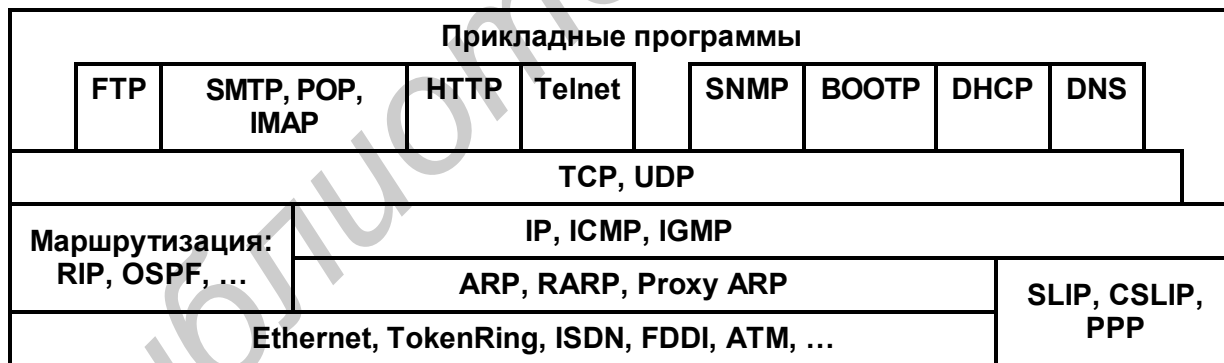 Прикладные программы
FTP
SMTP, POP,
IMAP
HTTP
Telnet
SNMP
BOOTP
DHCP
DNS
TCP, UDP
Маршрутизация:
RIP, OSPF, …
IP, ICMP, IGMP
ARP, RARP, Proxy ARP
SLIP, CSLIP,
PPP
Ethernet, TokenRing, ISDN, FDDI, ATM, …